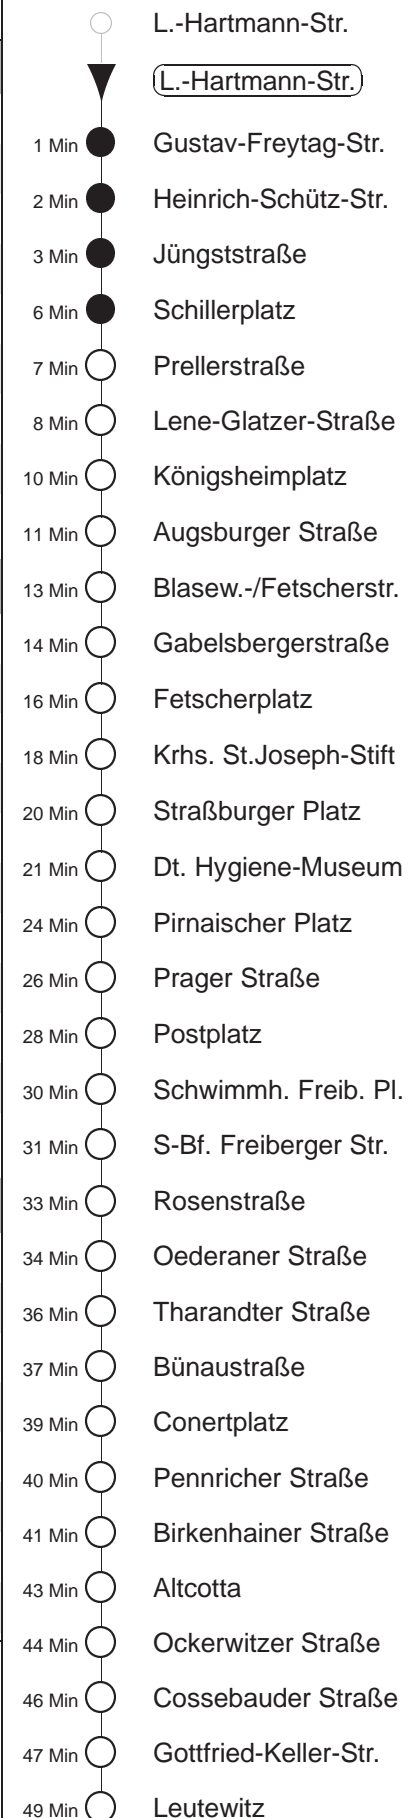 L.-Hartmann-Str.
L.-Hartmann-Str.
1 Min Gustav-Freytag-Str.
2 Min Heinrich-Schütz-Str.
3 Min Jüngststraße
6 Min Schillerplatz
7 Min Prellerstraße
8 Min Lene-Glatzer-Straße
10 Min Königsheimplatz
11 Min Augsburger Straße
13 Min Blasew.-/Fetscherstr.
14 Min Gabelsbergerstraße
16 Min Fetscherplatz
18 Min Krhs. St.Joseph-Stift
20 Min Straßburger Platz
21 Min Dt. Hygiene-Museum
24 Min Pirnaischer Platz
26 Min Prager Straße
28 Min Postplatz
30 Min Schwimmh. Freib. Pl.
31 Min S-Bf. Freiberger Str.
33 Min Rosenstraße
34 Min Oederaner Straße
36 Min Tharandter Straße
37 Min Bünaustraße
39 Min Conertplatz
40 Min Pennricher Straße
41 Min Birkenhainer Straße
43 Min Altcotta
44 Min Ockerwitzer Straße
46 Min Cossebauder Straße
47 Min Gottfried-Keller-Str.
49 Min Leutewitz